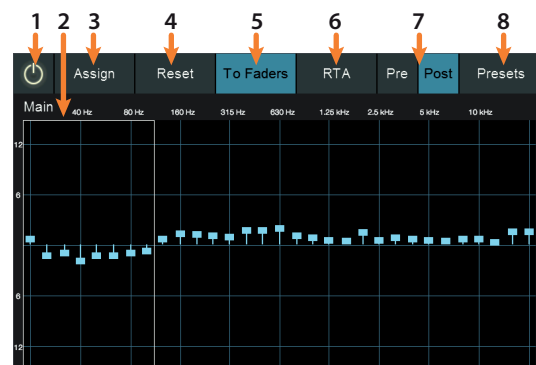 1 2 3 4 5 6 7 8
Assign Reset To Faders RTA Pre Post Presets
Main 40 Hz 80 Hz 160 Hz 315 Hz 630 Hz 1.25 kHz 2.5 kHz 5 kHz 10 kHz
12
6
6
12